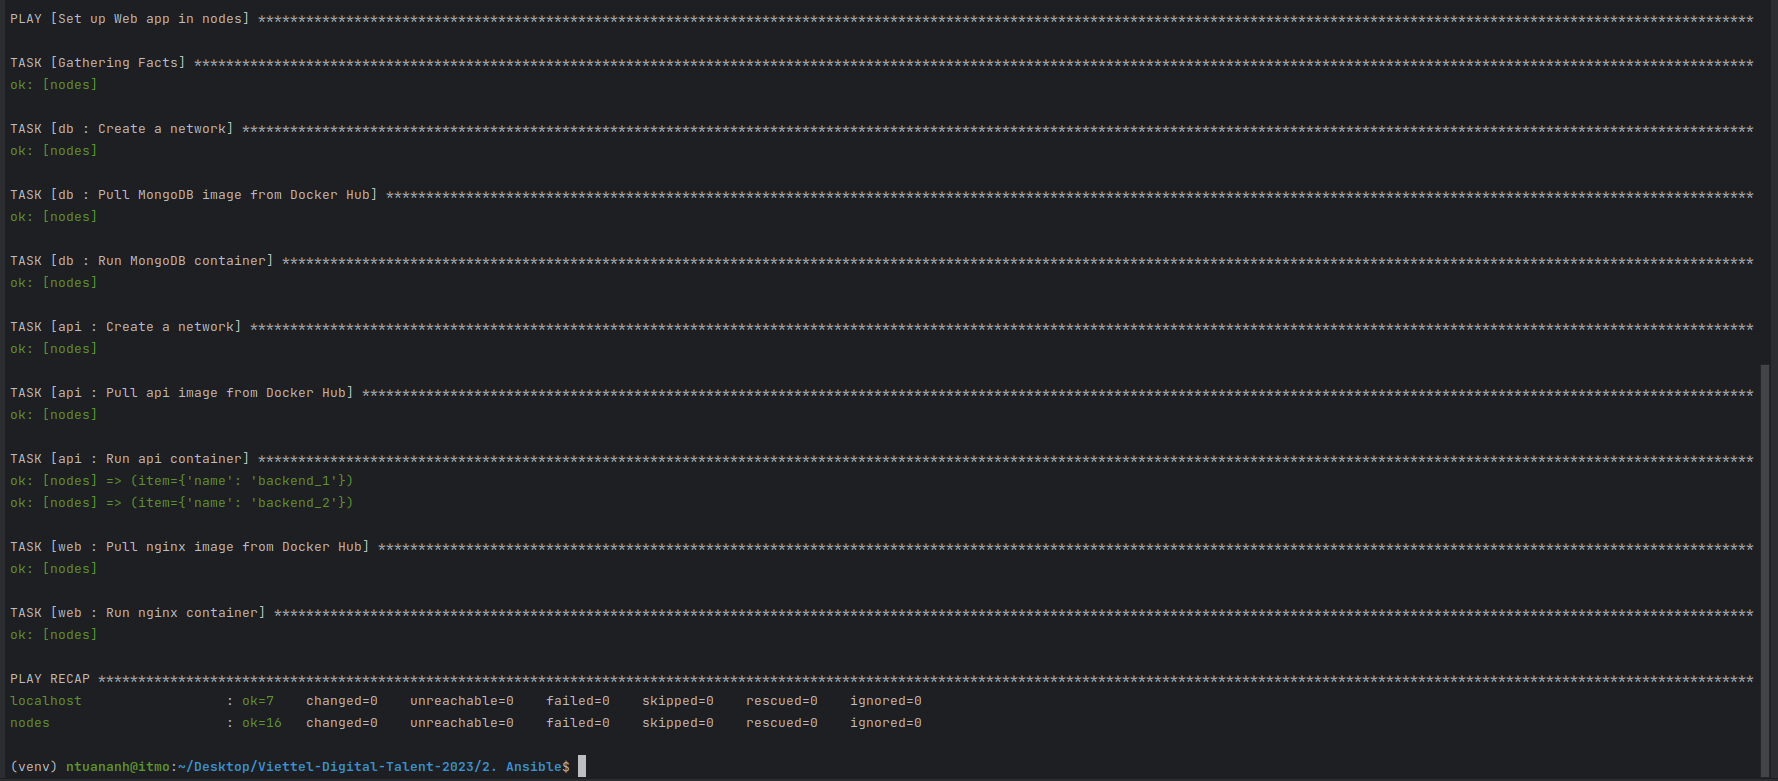 PLAY [Set up Web app in nodes] *******************************************************************************************************************************************************************************************
TASK [Gathering Facts] ***************************************************************************************************************************************************************************************************
ok: [nodes]
TASK [db : Create a network] *********************************************************************************************************************************************************************************************
ok: [nodes]
TASK [db : Pull MongoDB image from Docker Hub] ***************************************************************************************************************************************************************************
ok: [nodes]
TASK [db : Run MongoDB container] ****************************************************************************************************************************************************************************************
ok: [nodes]
TASK [api : Create a network] ********************************************************************************************************************************************************************************************
ok: [nodes]
TASK [api : Pull api image from Docker Hub] ******************************************************************************************************************************************************************************
ok: [nodes]
TASK [api : Run api container] *******************************************************************************************************************************************************************************************
ok: [nodes] => (item={'name': 'backend_1'})
ok: [nodes] => (item={'name': 'backend_2'})
TASK [web : Pull nginx image from Docker Hub] ****************************************************************************************************************************************************************************
ok: [nodes]
TASK [web : Run nginx container] *****************************************************************************************************************************************************************************************
ok: [nodes]
PLAY RECAP ***************************************************************************************************************************************************************************************************************
localhost                  : ok=7    changed=0    unreachable=0    failed=0    skipped=0    rescued=0    ignored=0
nodes                      : ok=16   changed=0    unreachable=0    failed=0    skipped=0    rescued=0    ignored=0
(venv) ntuananh@itmo:~/Desktop/Viettel-Digital-Talent-2023/2. Ansible$